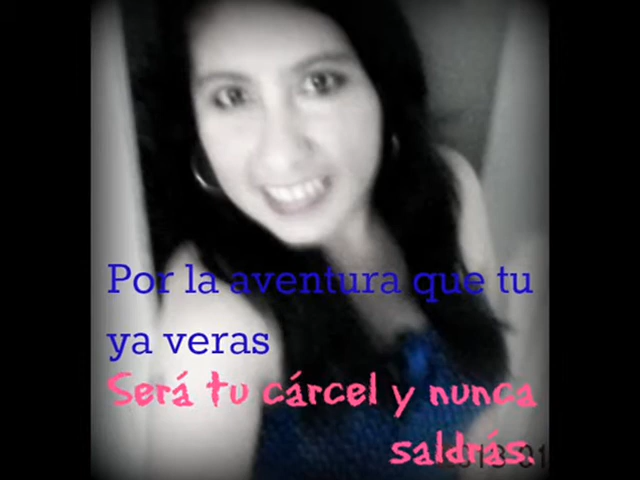 Por la aventura que tu
ya veras
Será tu cárcel y nunca
saldrás.